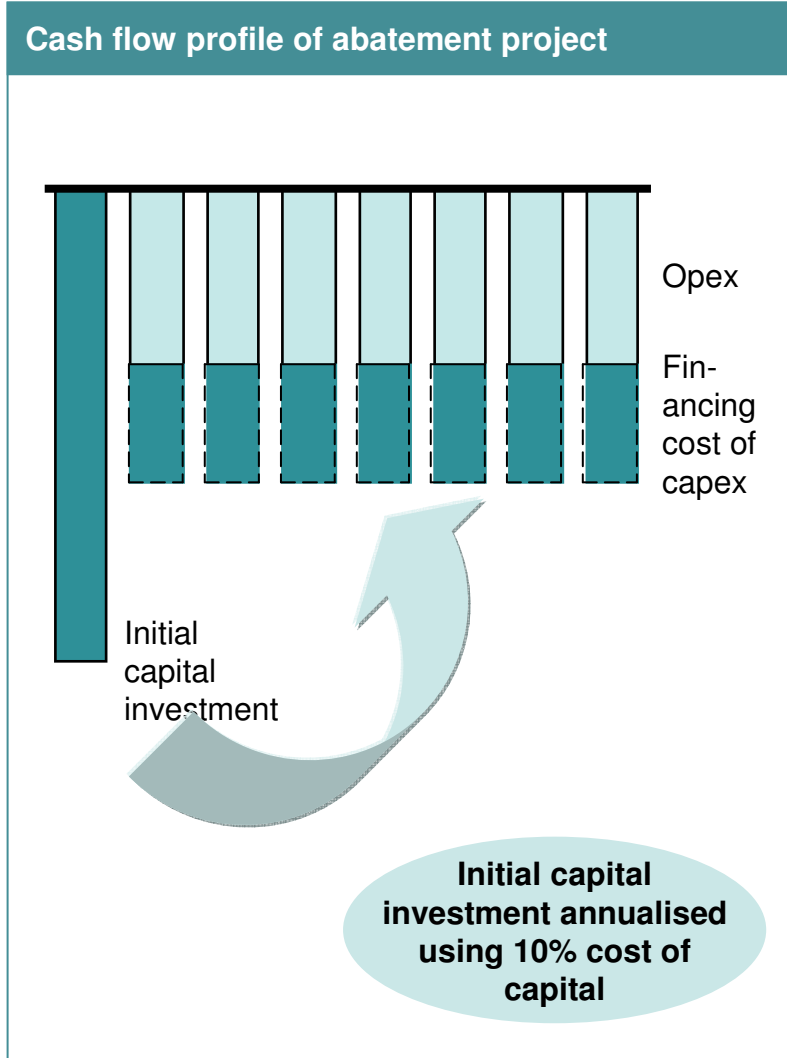 Cash flow profile of abatement project
Opex
Fin-
ancing
cost of
capex
Initial
capital
investment
Initial capital
investment annualised
using 10% cost of
capital